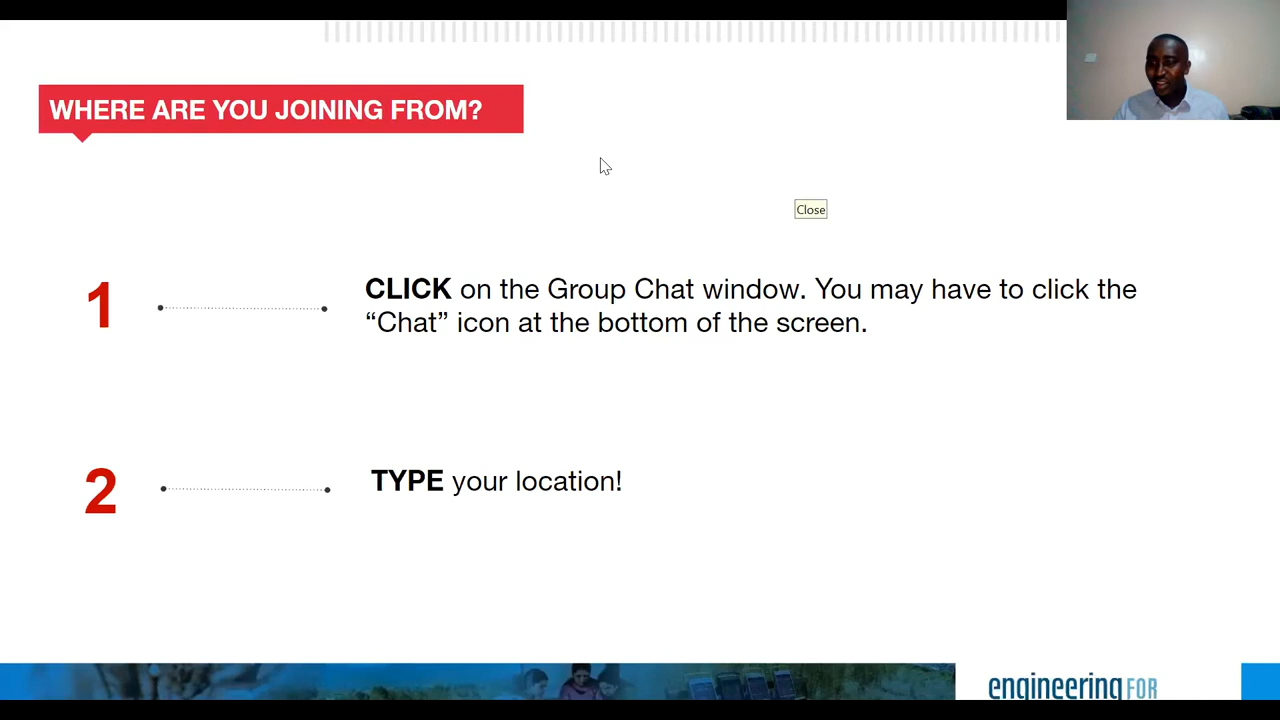 WHERE ARE YOU JOINING FROM?
Close
1
CLICK on the Group Chat window. You may have to click the
“Chat” icon at the bottom of the screen.
2
TYPE your location!
engineering FOR